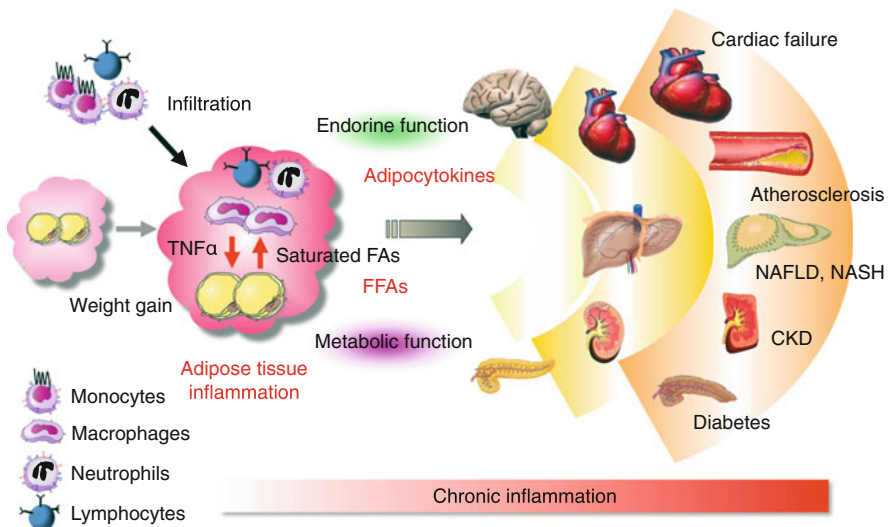 Cardiac failure
Infiltration
Endorine function
Adipocytokines
Atherosclerosis
TNFα
Saturated FAs
NAFLD, NASH
FFAs
Weight gain
Metabolic function
CKD
Adipose tissue
inflammation
Diabetes
Monocytes
Macrophages
Neutrophils
Lymphocytes
Chronic inflammation